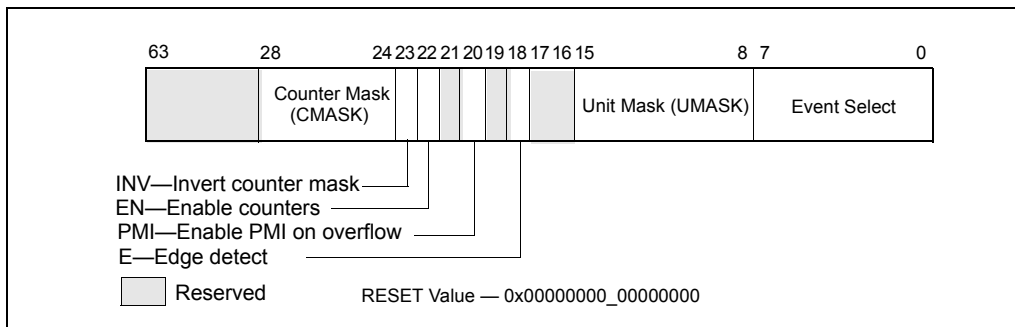 63 28 24 23 22 21 20 19 18 17 16 15 8 7 0
Counter Mask
(CMASK)
Unit Mask (UMASK)
Event Select
INV—Invert counter mask
EN—Enable counters
PMI—Enable PMI on overflow
E—Edge detect
Reserved
RESET Value — 0x00000000_00000000